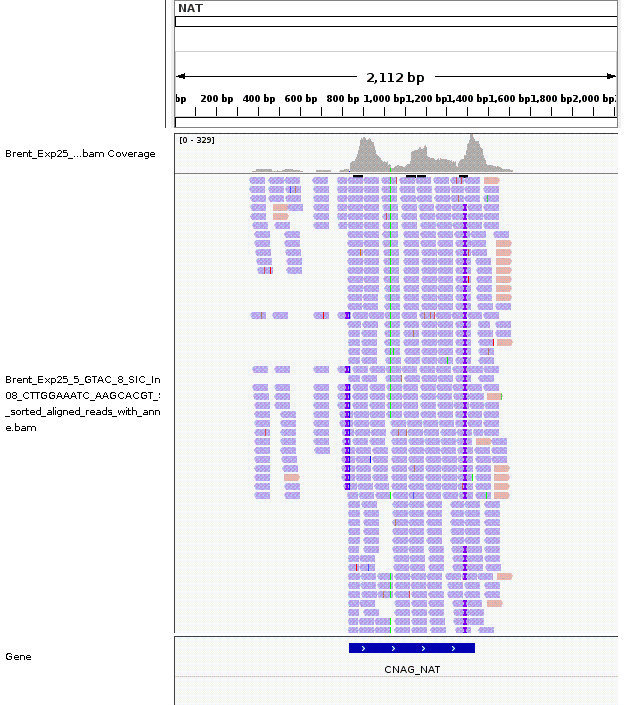 NAT
2,112 bp
bp 200 bp 400 bp 600 bp 800 bp 1,000 bp 1,200 bp 1,400 bp 1,600 bp 1,800 bp 2,000 bp
[0 - 329]
Brent_Exp25_...bam Coverage
Brent_Exp25_5_GTAC_8_SIC_In
08_CTTGGAAATC_AAGCACGT_
_sorted_aligned_reads_with_ann
e.bam
Gene
CNAG_NAT